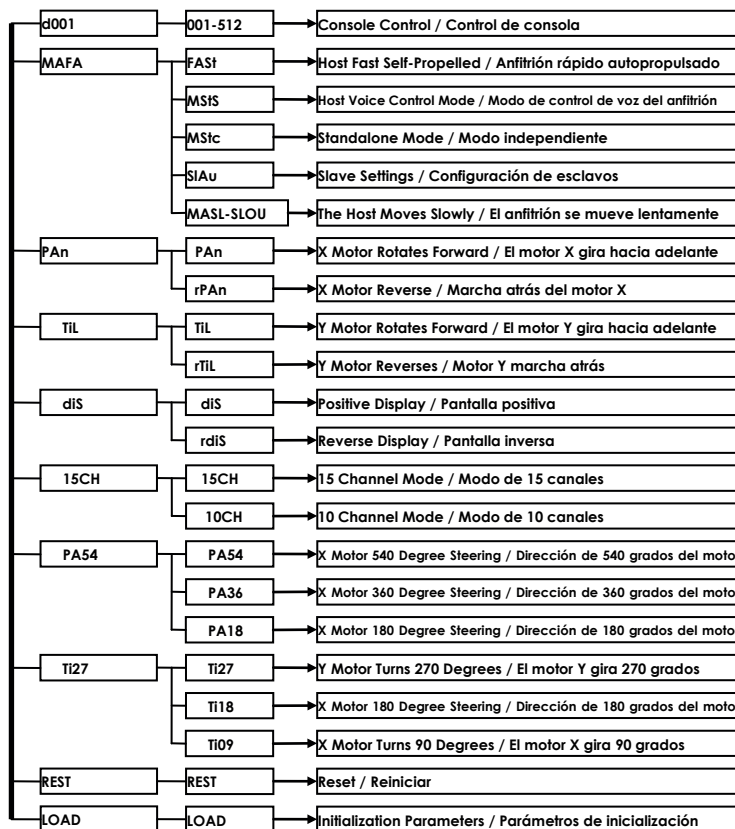 d001 001-512 Console Control / Control de consola
MAFA FASt Host Fast Self-Propelled / Anfitrión rápido autopropulsado
MStS Host Voice Control Mode / Modo de control de voz del anfitrión
MStc Standalone Mode / Modo independiente
SlAu Slave Settings / Configuración de esclavos
MASL-SLOU The Host Moves Slowly / El anfitrión se mueve lentamente
PAn PAn X Motor Rotates Forward / El motor X gira hacia adelante
rPAn X Motor Reverse / Marcha atrás del motor X
TiL TiL Y Motor Rotates Forward / El motor Y gira hacia adelante
rTiL Y Motor Reverses / Motor Y marcha atrás
diS diS Positive Display / Pantalla positiva
rdiS Reverse Display / Pantalla inversa
15CH 15CH 15 Channel Mode / Modo de 15 canales
10CH 10 Channel Mode / Modo de 10 canales
PA54 PA54 X Motor 540 Degree Steering / Dirección de 540 grados del moto
PA36 X Motor 360 Degree Steering / Dirección de 360 grados del moto
PA18 X Motor 180 Degree Steering / Dirección de 180 grados del moto
Ti27 Ti27 Y Motor Turns 270 Degrees / El motor Y gira 270 grados
Ti18 X Motor 180 Degree Steering / Dirección de 180 grados del moto
Ti09 X Motor Turns 90 Degrees / El motor X gira 90 grados
REST REST Reset / Reiniciar
LOAD LOAD Initialization Parameters / Parámetros de inicialización